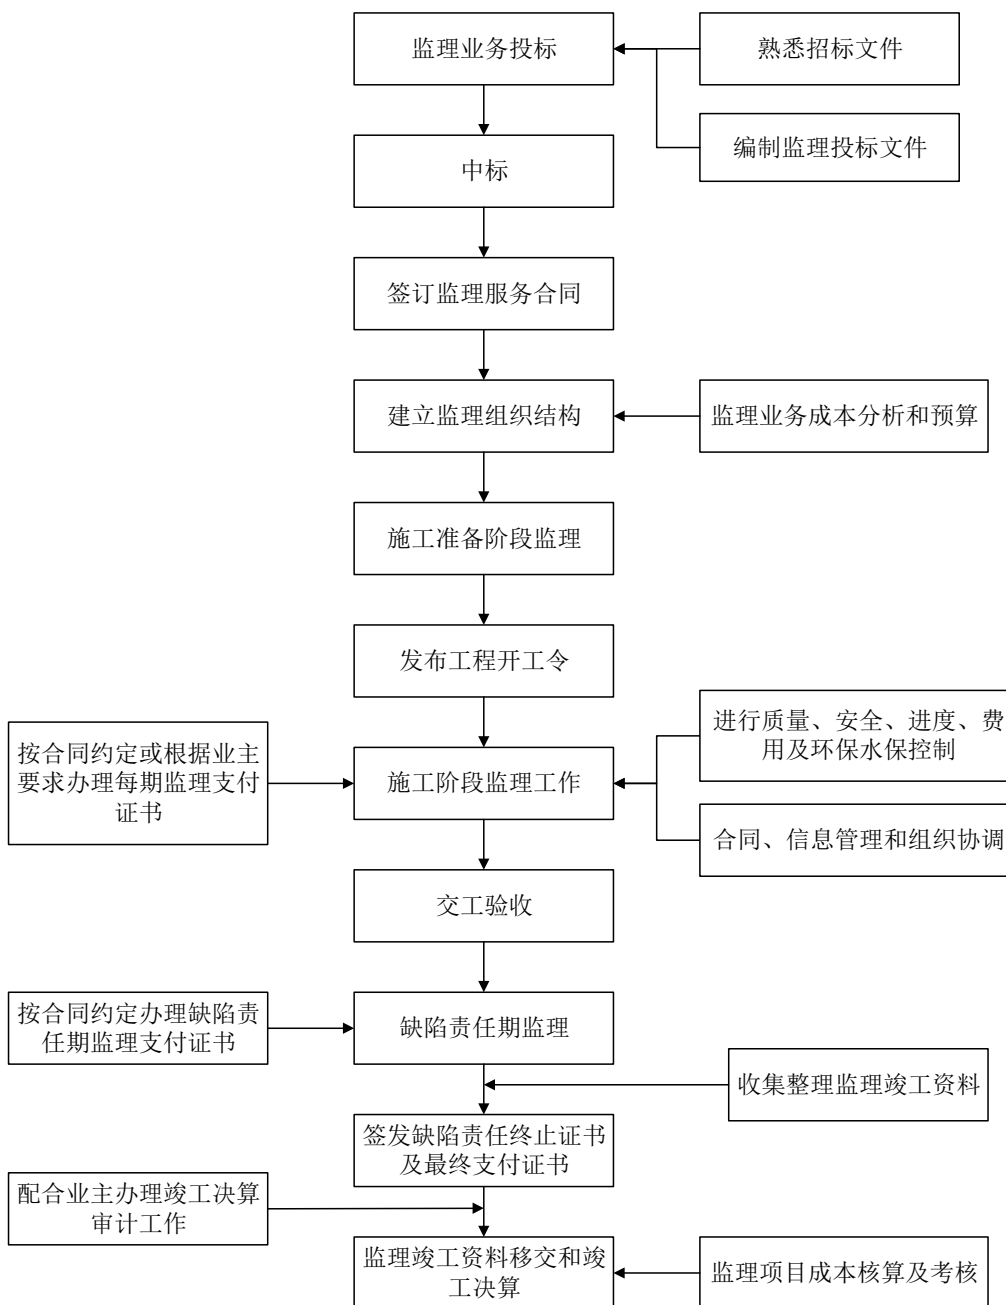 监理业务投标
熟悉招标文件
编制监理投标文件
中标
签订监理服务合同
建立监理组织结构
监理业务成本分析和预算
施工准备阶段监理
发布工程开工令
按合同约定或根据业主
要求办理每期监理支付
证书
施工阶段监理工作
进行质量、安全、进度、费
用及环保水保控制
合同、信息管理和组织协调
交工验收
按合同约定办理缺陷责
任期监理支付证书
缺陷责任期监理
收集整理监理竣工资料
签发缺陷责任终止证书
及最终支付证书
配合业主办理竣工决算
审计工作
监理竣工资料移交和竣
工决算
监理项目成本核算及考核